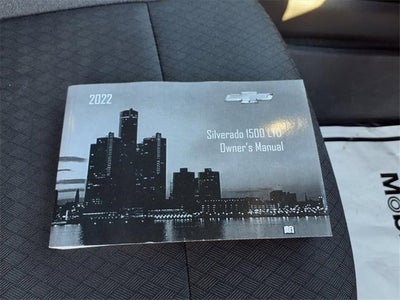 2022
Silverado 1500 LTD
Owner's Manual
M@b